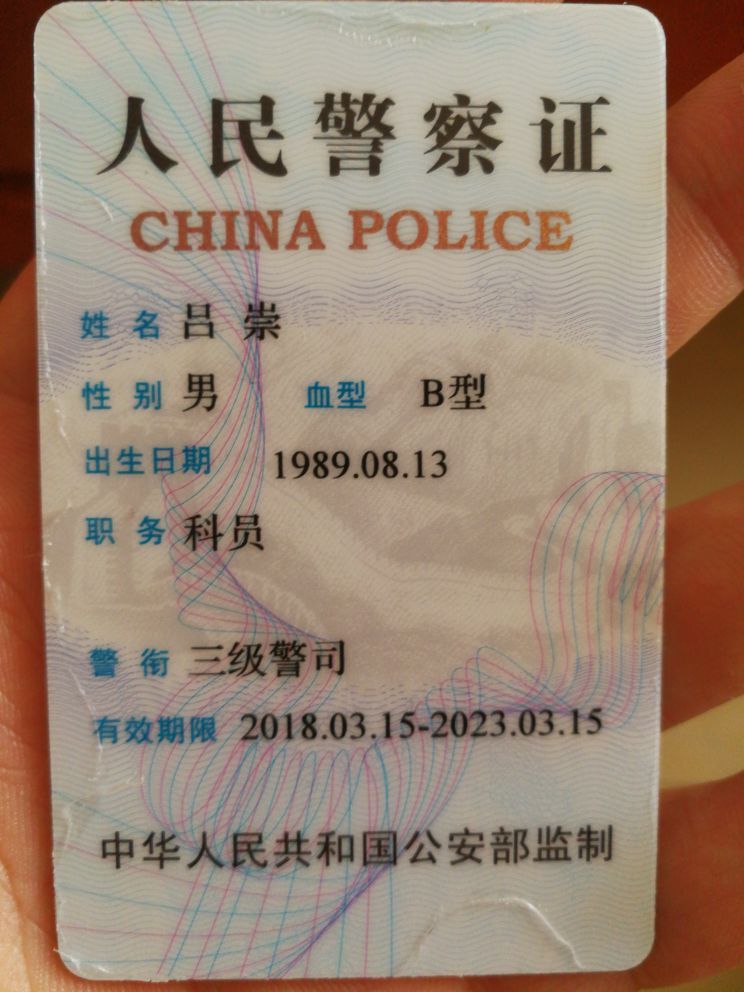 人民警察证
CHINA POLICE
姓名 吕崇
性别 男 血型 B型
出生日期 1989.08.13
职务 科员
警衔 三级警司
有效期限 2018.03.15-2023.03.15
中华人民共和国公安部监制